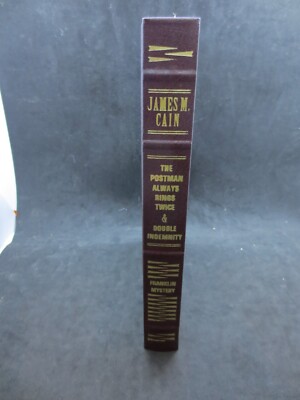 JAMES M.
CAIN
THE
POSTMAN
ALWAYS
RINGS
TWICE
&
DOUBLE
INDEMNITY
FRANKLIN
MYSTERY